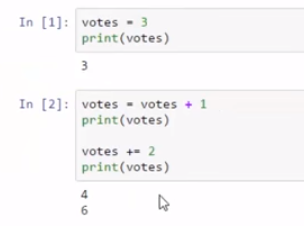 In [1]: votes = 3
print(votes)
3
In [2]: votes = votes + 1
print(votes)
votes += 2
print(votes)
4
6